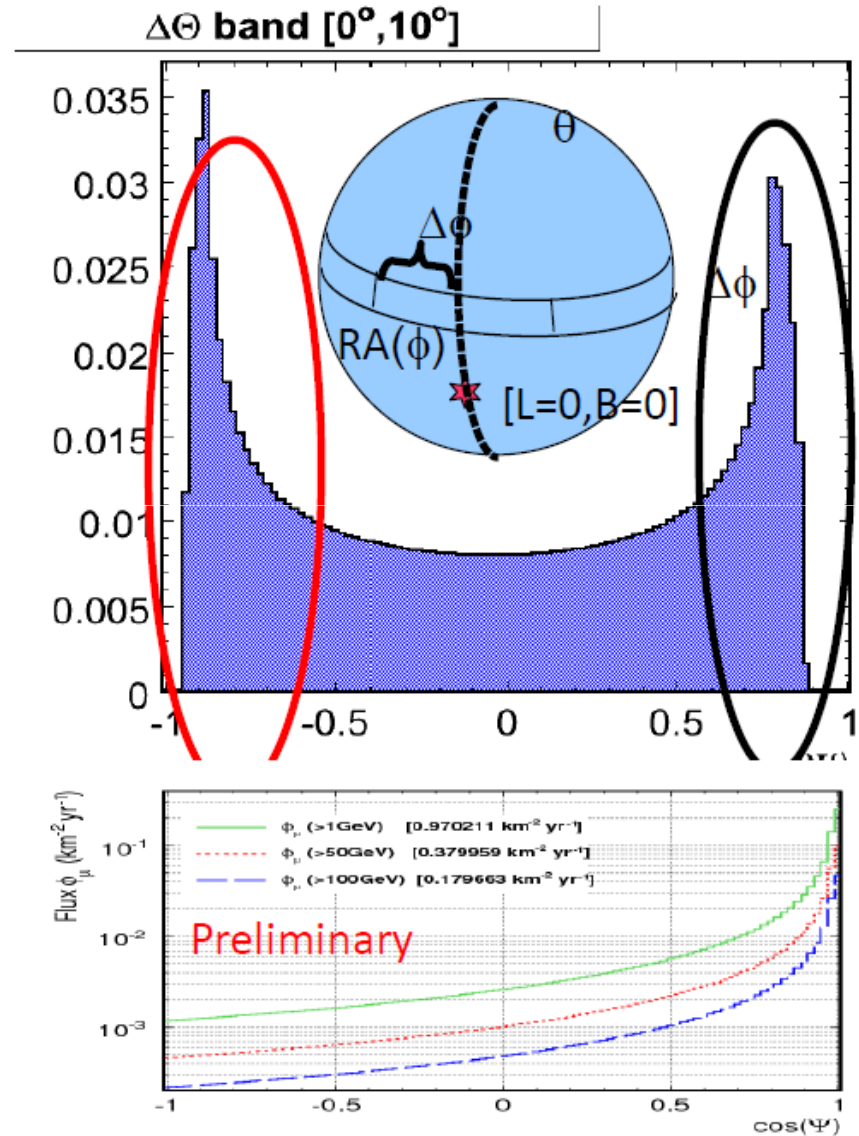 ΔΘ band [0°,10°]
0.035
0.03
0.025
0.02
0.015
0.01
0.005
0
θ
Δφ
Δφ
RA(φ)
[L=0,B=0]
-1 -0.5 0 0.5 1
Flux ϕμ (km⁻² yr⁻¹)
ϕμ (>1GeV) [0.970211 km⁻² yr⁻¹]
ϕμ (>50GeV) [0.379959 km⁻² yr⁻¹]
ϕμ (>100GeV) [0.179663 km⁻² yr⁻¹]
Preliminary
10⁻¹
10⁻²
10⁻³
-1 -0.5 0 0.5 1
cos(Ψ)